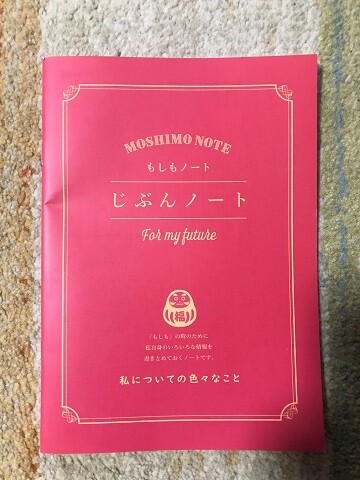 MOSHIMO NOTE
もしもノート
じぶんノート
For my future
福
「もしも」の時のために
私自身のいろいろな情報を
書きとめておくノートです。
私についての色々なこと